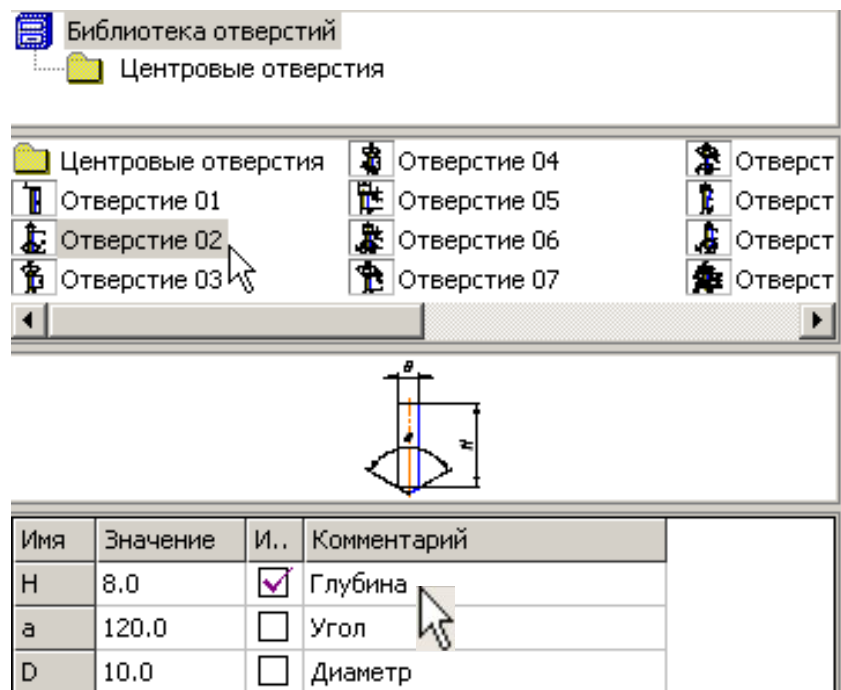 Библиотека отверстий
Центровые отверстия
Центровые отверстия Отверстие 04 Отверст
Отверстие 01 Отверстие 05 Отверст
Отверстие 02 Отверстие 06 Отверст
Отверстие 03 Отверстие 07 Отверст
H
Имя Значение И.. Комментарий
H 8.0 Глубина
a 120.0 Угол
D 10.0 Диаметр